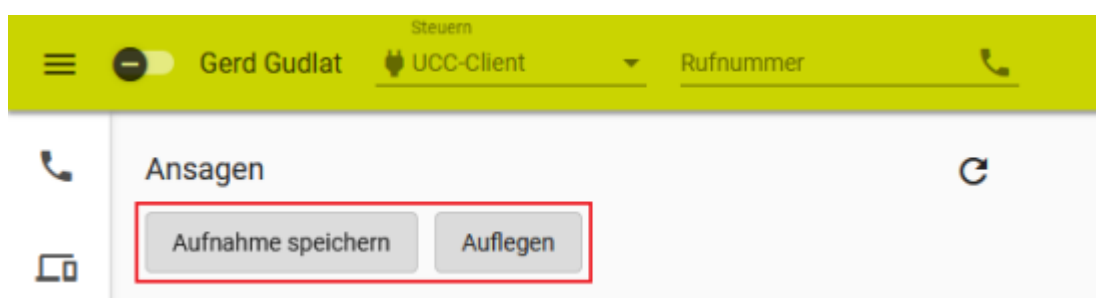 Steuern
Gerd Gudlat UCC-Client Rufnummer
Ansagen
Aufnahme speichern Auflegen